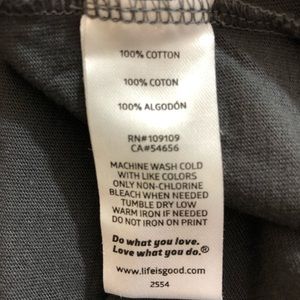 100% COTTON
100% COTON
100% ALGODÓN
RN#109109
CA#54656
MACHINE WASH COLD
WITH LIKE COLORS
ONLY NON-CHLORINE
BLEACH WHEN NEEDED
TUMBLE DRY LOW
WARM IRON IF NEEDED
DO NOT IRON ON PRINT
Do what you love.
Love what you do.®
www.lifeisgood.com
2554